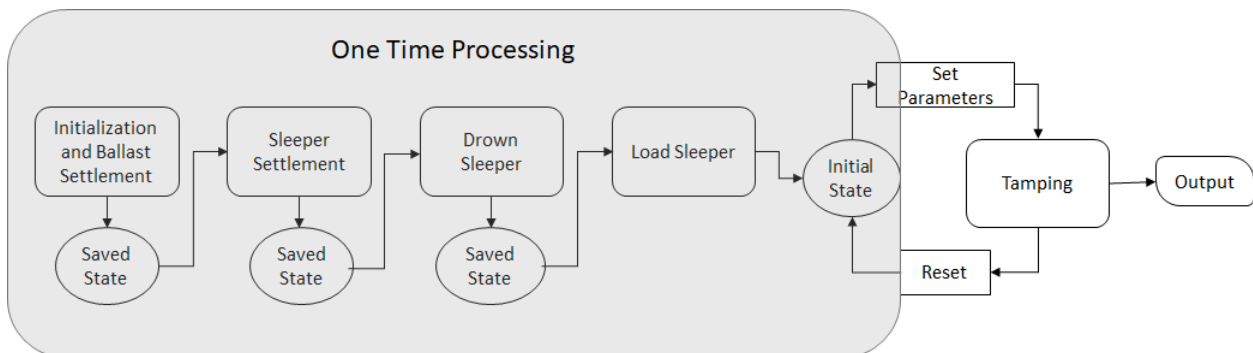 One Time Processing
Set
Parameters
Initialization
and Ballast
Settlement
Sleeper
Settlement
Drown
Sleeper
Load Sleeper
Initial
State
Tamping
Output
Saved
State
Saved
State
Saved
State
Reset